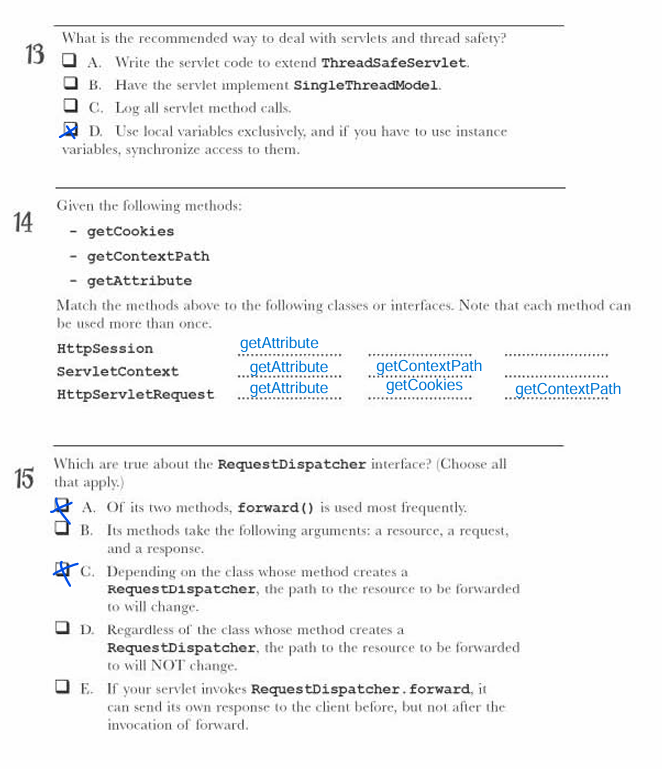 13
What is the recommended way to deal with servlets and thread safety?
A. Write the servlet code to extend ThreadSafeServlet.
B. Have the servlet implement SingleThreadModel.
C. Log all servlet method calls.
D. Use local variables exclusively, and if you have to use instance
variables, synchronize access to them.
14
Given the following methods:
- getCookies
- getContextPath
- getAttribute
Match the methods above to the following classes or interfaces. Note that each method can
be used more than once.
HttpSession getAttribute
ServletContext getAttribute getContextPath
HttpServletRequest getAttribute getCookies getContextPath
15
Which are true about the RequestDispatcher interface? (Choose all
that apply.)
A. Of its two methods, forward() is used most frequently.
B. Its methods take the following arguments: a resource, a request,
and a response.
C. Depending on the class whose method creates a
RequestDispatcher, the path to the resource to be forwarded
to will change.
D. Regardless of the class whose method creates a
RequestDispatcher, the path to the resource to be forwarded
to will NOT change.
E. If your servlet invokes RequestDispatcher.forward, it
can send its own response to the client before, but not after the
invocation of forward.